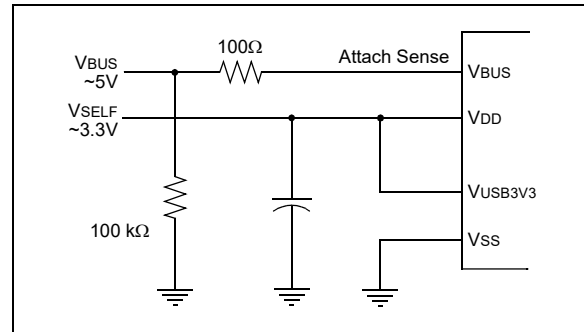 100Ω
Attach Sense
VBUS
~5V
VBUS
VSELF
~3.3V
VDD
100 kΩ
VUSB3V3
VSS